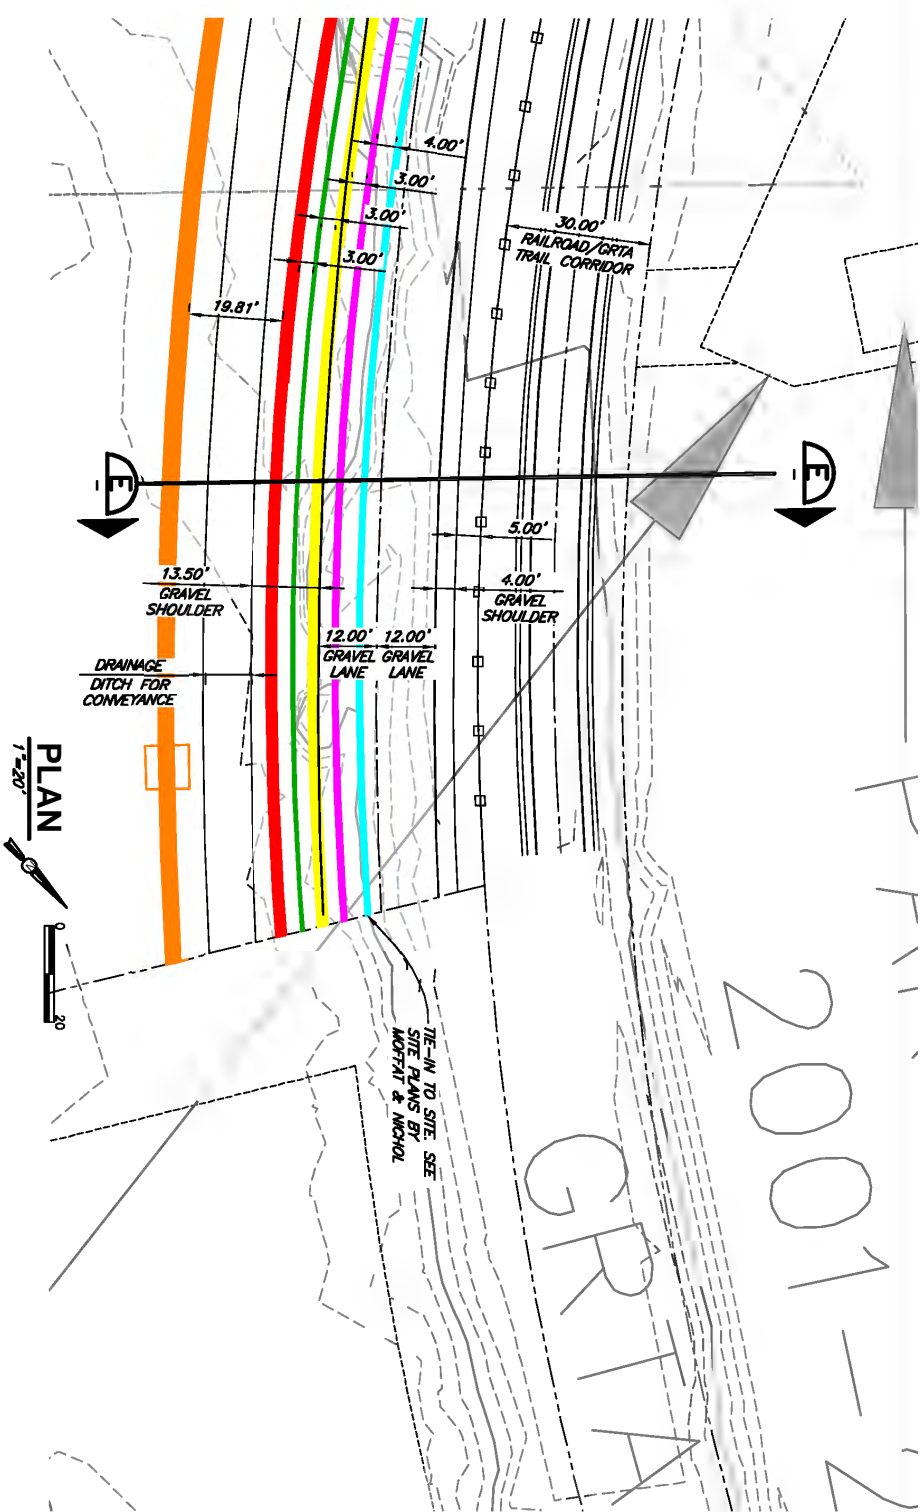 4.00'
3.00'
3.00'
3.00'
30.00'
RAILROAD/GRTA
TRAIL CORRIDOR
19.81'
E
E
5.00'
13.50'
GRAVEL
SHOULDER
4.00'
GRAVEL
SHOULDER
12.00'
GRAVEL
LANE
12.00'
GRAVEL
LANE
DRAINAGE
DITCH FOR
CONVEYANCE
PLAN
1"=20'
0
20
TIE-IN TO SITE. SEE
SITE PLANS BY
MOFFAT & NICHOL
2001-2
GRTA